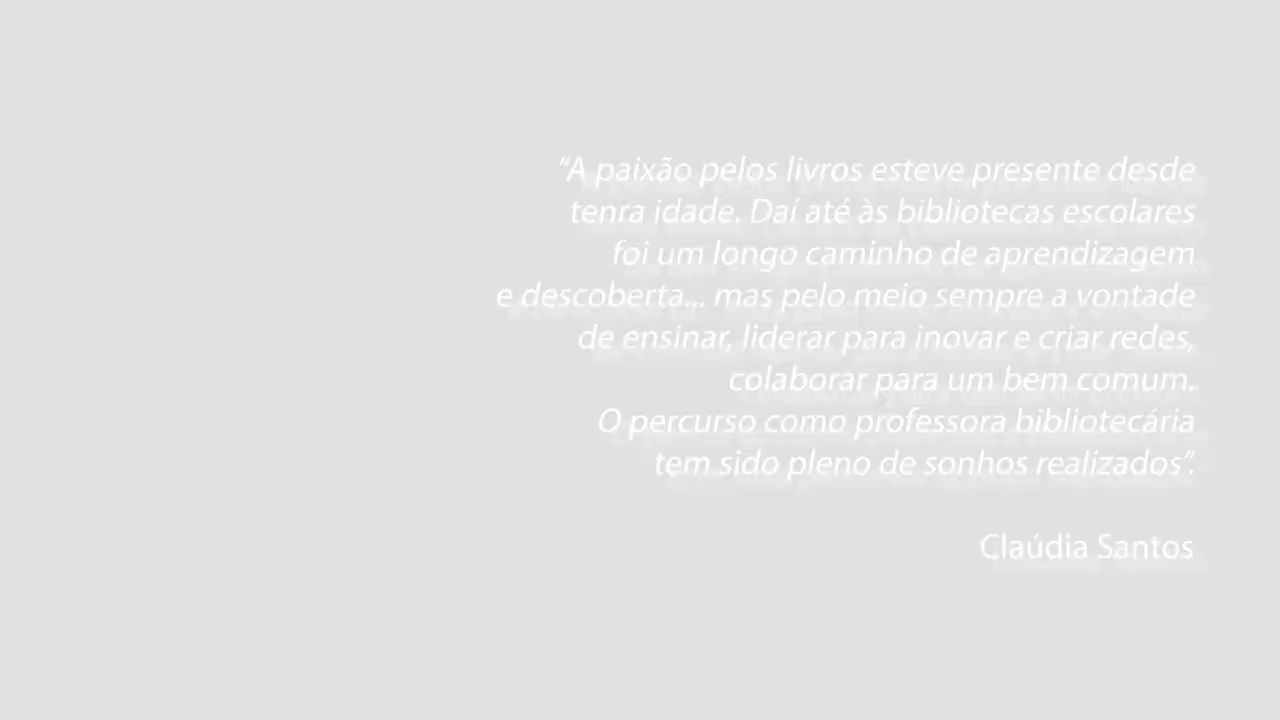 “A paixão pelos livros esteve presente desde
tenra idade. Daí até às bibliotecas escolares
foi um longo caminho de aprendizagem
e descoberta... mas pelo meio sempre a vontade
de ensinar, liderar para inovar e criar redes,
colaborar para um bem comum.
O percurso como professora bibliotecária
tem sido pleno de sonhos realizados”.
Claúdia Santos